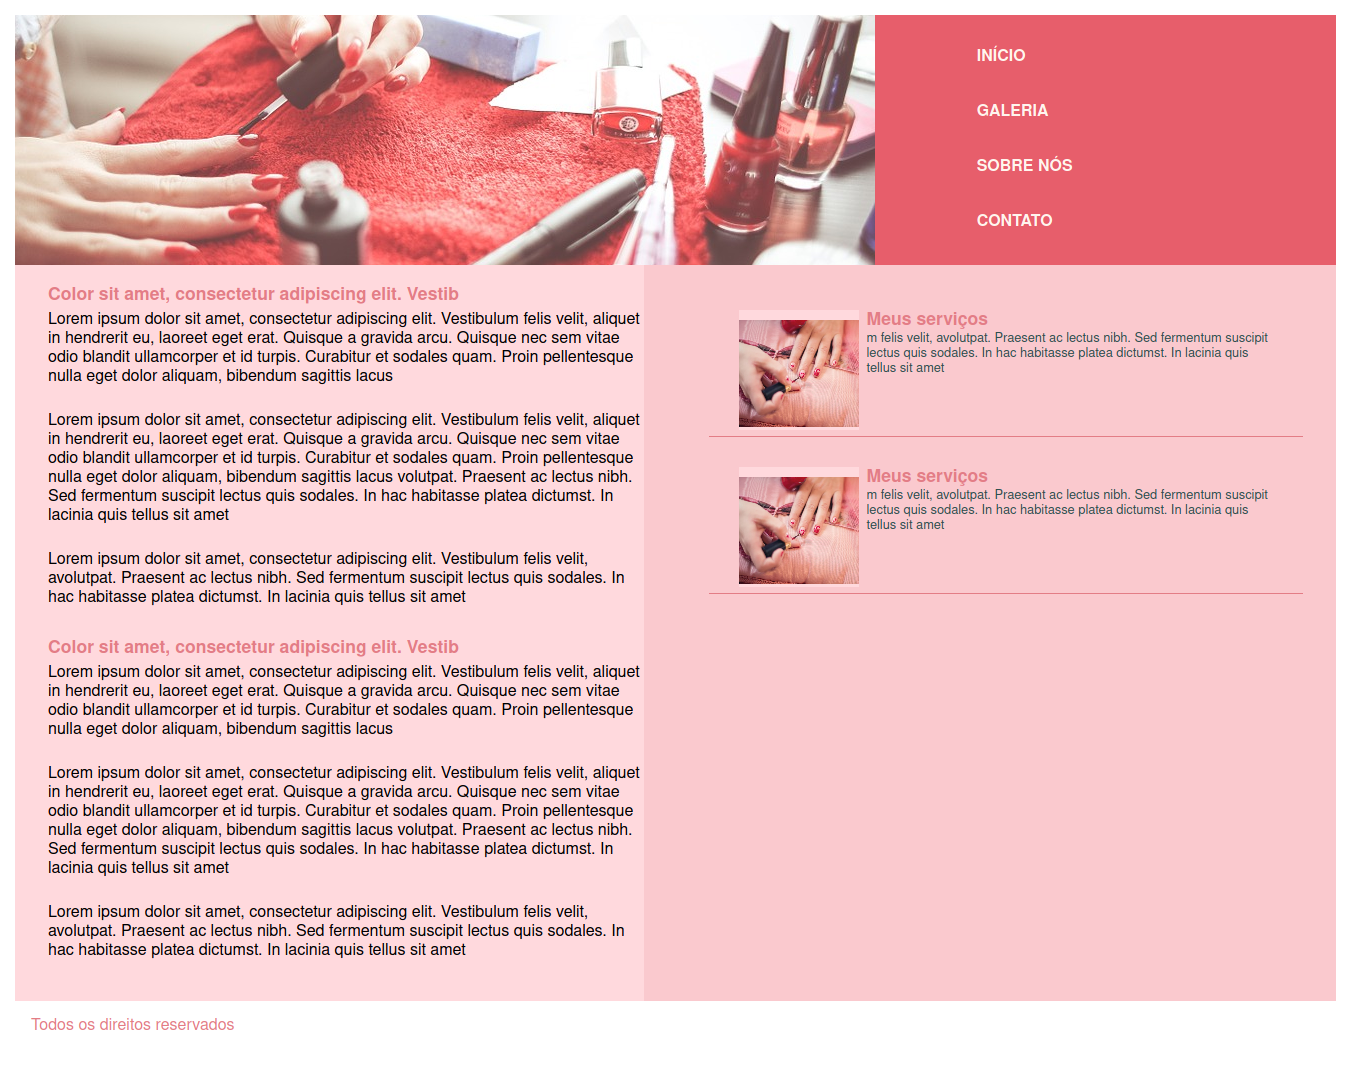 INÍCIO
GALERIA
SOBRE NÓS
CONTATO
Color sit amet, consectetur adipiscing elit. Vestib
Lorem ipsum dolor sit amet, consectetur adipiscing elit. Vestibulum felis velit, aliquet
in hendrerit eu, laoreet eget erat. Quisque a gravida arcu. Quisque nec sem vitae
odio blandit ullamcorper et id turpis. Curabitur et sodales quam. Proin pellentesque
nulla eget dolor aliquam, bibendum sagittis lacus
Lorem ipsum dolor sit amet, consectetur adipiscing elit. Vestibulum felis velit, aliquet
in hendrerit eu, laoreet eget erat. Quisque a gravida arcu. Quisque nec sem vitae
odio blandit ullamcorper et id turpis. Curabitur et sodales quam. Proin pellentesque
nulla eget dolor aliquam, bibendum sagittis lacus volutpat. Praesent ac lectus nibh.
Sed fermentum suscipit lectus quis sodales. In hac habitasse platea dictumst. In
lacinia quis tellus sit amet
Lorem ipsum dolor sit amet, consectetur adipiscing elit. Vestibulum felis velit,
avolutpat. Praesent ac lectus nibh. Sed fermentum suscipit lectus quis sodales. In
hac habitasse platea dictumst. In lacinia quis tellus sit amet
Color sit amet, consectetur adipiscing elit. Vestib
Lorem ipsum dolor sit amet, consectetur adipiscing elit. Vestibulum felis velit, aliquet
in hendrerit eu, laoreet eget erat. Quisque a gravida arcu. Quisque nec sem vitae
odio blandit ullamcorper et id turpis. Curabitur et sodales quam. Proin pellentesque
nulla eget dolor aliquam, bibendum sagittis lacus
Lorem ipsum dolor sit amet, consectetur adipiscing elit. Vestibulum felis velit, aliquet
in hendrerit eu, laoreet eget erat. Quisque a gravida arcu. Quisque nec sem vitae
odio blandit ullamcorper et id turpis. Curabitur et sodales quam. Proin pellentesque
nulla eget dolor aliquam, bibendum sagittis lacus volutpat. Praesent ac lectus nibh.
Sed fermentum suscipit lectus quis sodales. In hac habitasse platea dictumst. In
lacinia quis tellus sit amet
Lorem ipsum dolor sit amet, consectetur adipiscing elit. Vestibulum felis velit,
avolutpat. Praesent ac lectus nibh. Sed fermentum suscipit lectus quis sodales. In
hac habitasse platea dictumst. In lacinia quis tellus sit amet
Meus serviços
m felis velit, avolutpat. Praesent ac lectus nibh. Sed fermentum suscipit
lectus quis sodales. In hac habitasse platea dictumst. In lacinia quis
tellus sit amet
Meus serviços
m felis velit, avolutpat. Praesent ac lectus nibh. Sed fermentum suscipit
lectus quis sodales. In hac habitasse platea dictumst. In lacinia quis
tellus sit amet
Todos os direitos reservados